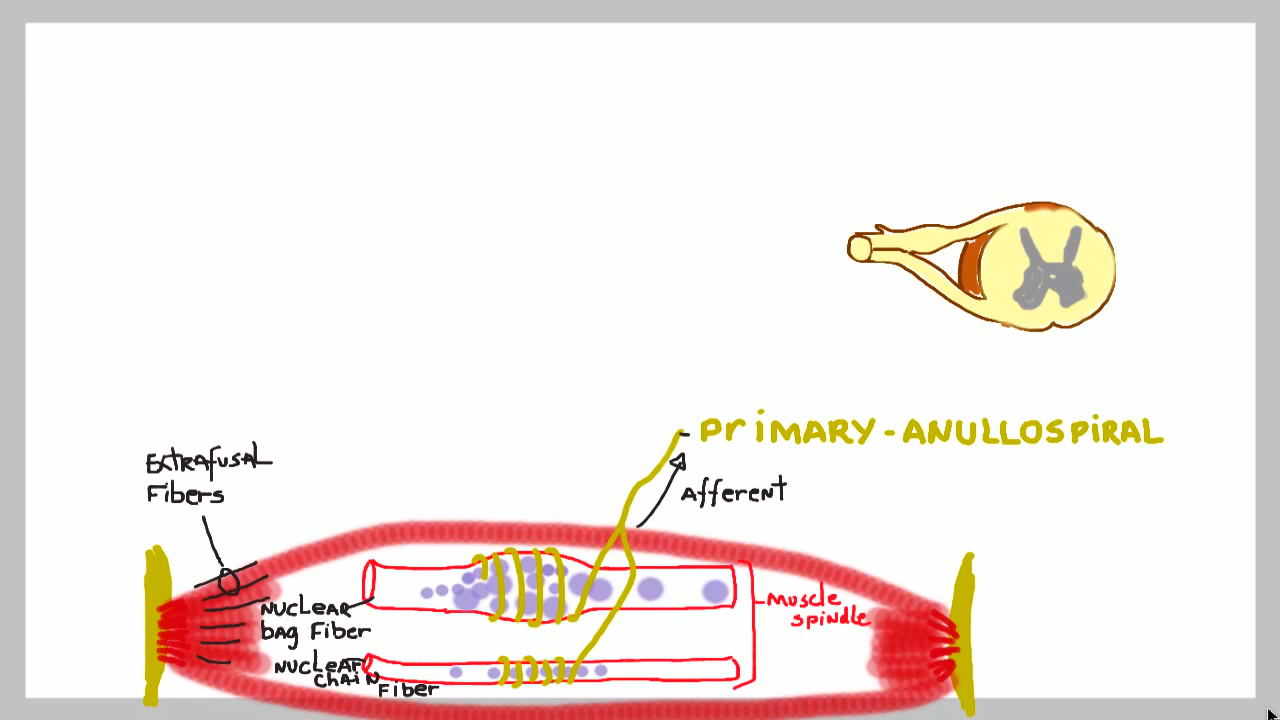 PriMARY - ANULLOSPiRAL
Afferent
Extrafusal
Fibers
Muscle
spindle
Nuclear
bag Fiber
Nuclear
chain
Fiber